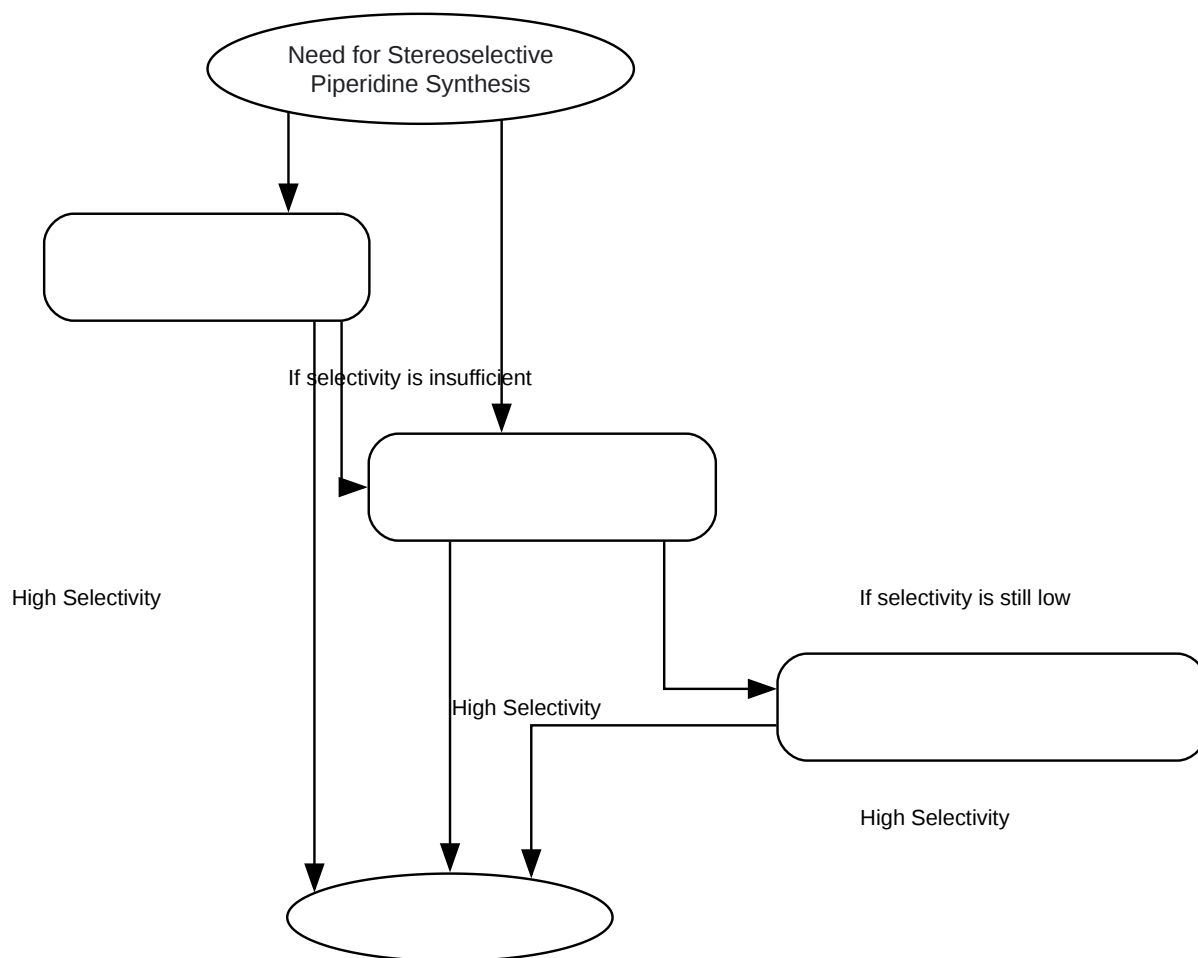 Need for Stereoselective
Piperidine Synthesis
If selectivity is insufficient
High Selectivity
If selectivity is still low
High Selectivity
High Selectivity